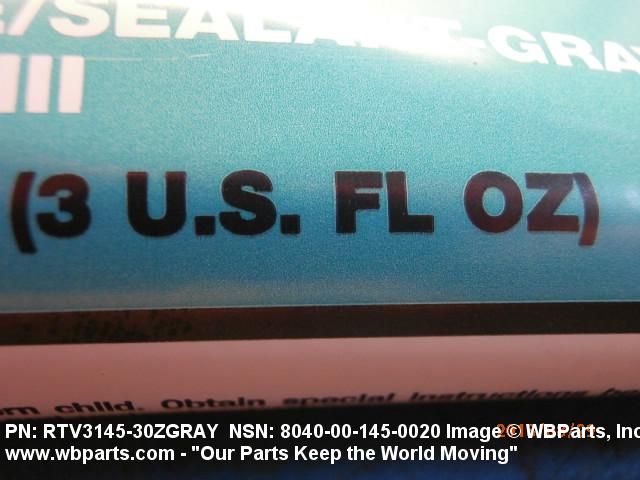 /SEALANT-GRAY
III
(3 U.S. FL OZ)
child. Obtain special instructions
PN: RTV3145-30ZGRAY NSN: 8040-00-145-0020 Image © WBParts, Inc
www.wbparts.com - "Our Parts Keep the World Moving"